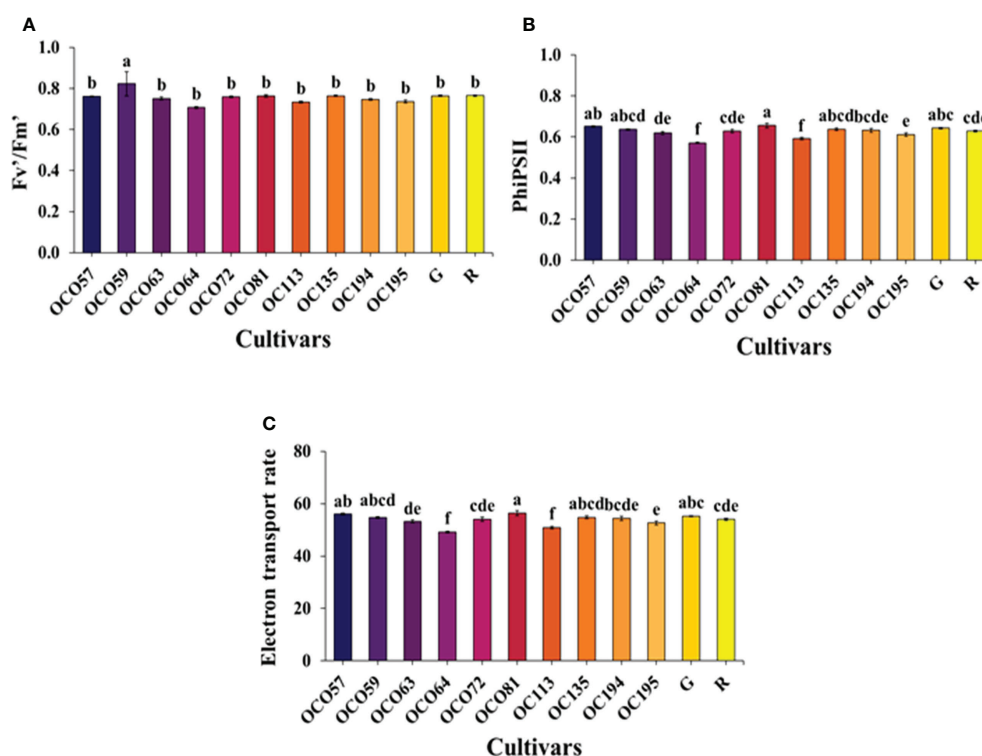 A
Fv'/Fm'
1.0
0.8
0.6
0.4
0.2
0.0
b a b b b b b b b b b b
OCO57 OCO59 OCO63 OCO64 OCO72 OCO81 OC113 OC135 OC194 OC195 G R
Cultivars
B
PhiPSII
1.0
0.8
0.6
0.4
0.2
0.0
ab abcd de f cde a f abcd bcde e abc cde
OCO57 OCO59 OCO63 OCO64 OCO72 OCO81 OC113 OC135 OC194 OC195 G R
Cultivars
C
Electron transport rate
80
60
40
20
0
ab abcd de f cde a f abcd bcde e abc cde
OCO57 OCO59 OCO63 OCO64 OCO72 OCO81 OC113 OC135 OC194 OC195 G R
Cultivars